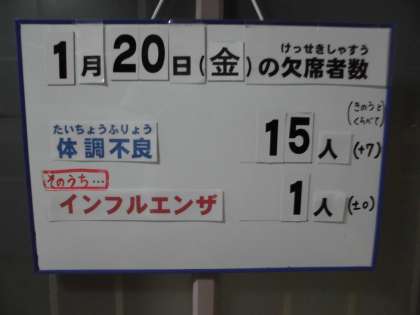 けっせきしゃすう
1月20日(金)の欠席者数
(きのうと
くらべて)
たいちょうふりょう
体調不良 15人(+7)
そのうち…
インフルエンザ 1人(±0)